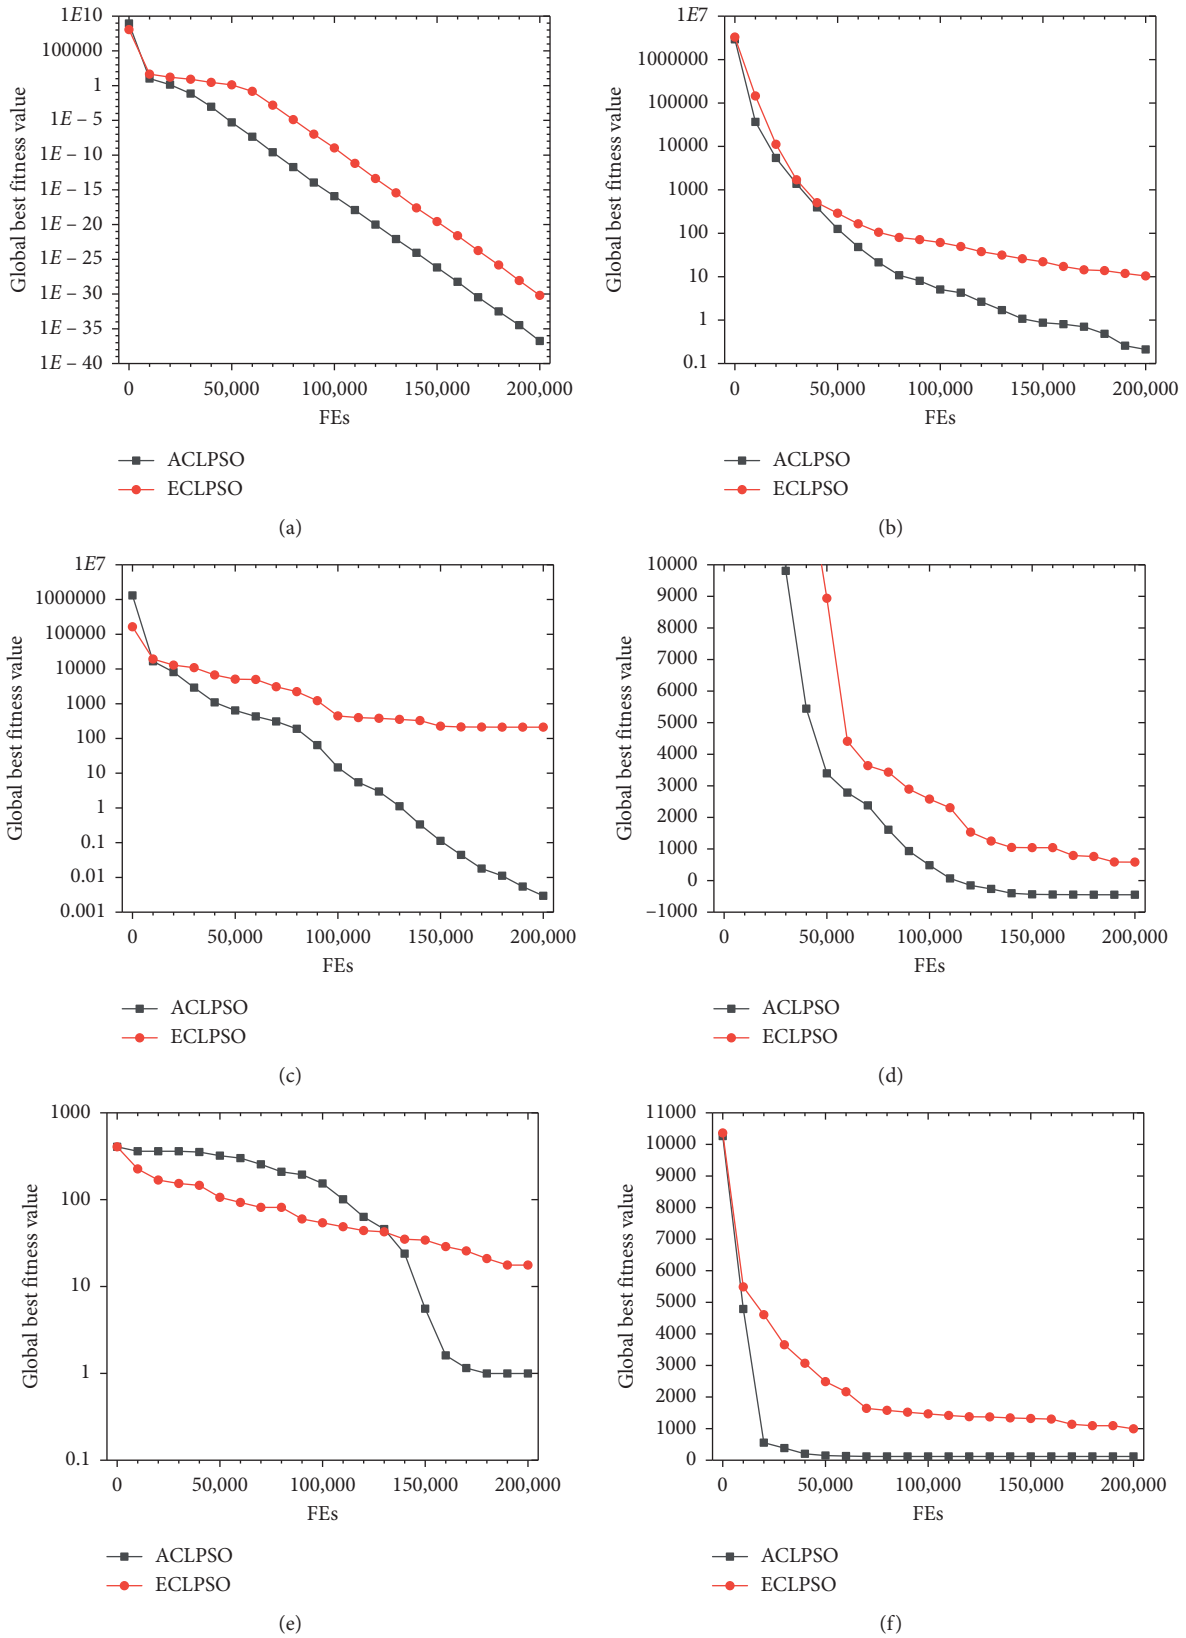 1E10
100000
1
1E – 5
1E – 10
1E – 15
1E – 20
1E – 25
1E – 30
1E – 35
1E – 40
Global best fitness value
0 50,000 100,000 150,000 200,000
FEs
ACLPSO
ECLPSO
(a)
1E7
1000000
100000
10000
1000
100
10
1
0.1
Global best fitness value
0 50,000 100,000 150,000 200,000
FEs
ACLPSO
ECLPSO
(b)
1E7
1000000
100000
10000
1000
100
10
1
0.1
0.01
0.001
Global best fitness value
0 50,000 100,000 150,000 200,000
FEs
ACLPSO
ECLPSO
(c)
10000
9000
8000
7000
6000
5000
4000
3000
2000
1000
0
–1000
Global best fitness value
0 50,000 100,000 150,000 200,000
FEs
ACLPSO
ECLPSO
(d)
1000
100
10
1
0.1
Global best fitness value
0 50,000 100,000 150,000 200,000
FEs
ACLPSO
ECLPSO
(e)
11000
10000
9000
8000
7000
6000
5000
4000
3000
2000
1000
0
Global best fitness value
0 50,000 100,000 150,000 200,000
FEs
ACLPSO
ECLPSO
(f)